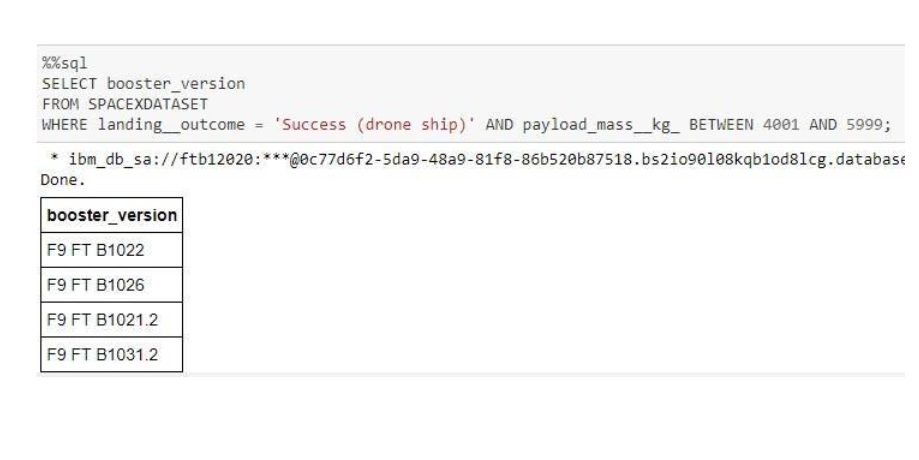 %%sql
SELECT booster_version
FROM SPACEXDATASET
WHERE landing__outcome = 'Success (drone ship)' AND payload_mass__kg_ BETWEEN 4001 AND 5999;
* ibm_db_sa://ftb12020:***@0c77d6f2-5da9-48a9-81f8-86b520b87518.bs2io90l08kqb1od8lcg.database
Done.
booster_version
F9 FT B1022
F9 FT B1026
F9 FT B1021.2
F9 FT B1031.2